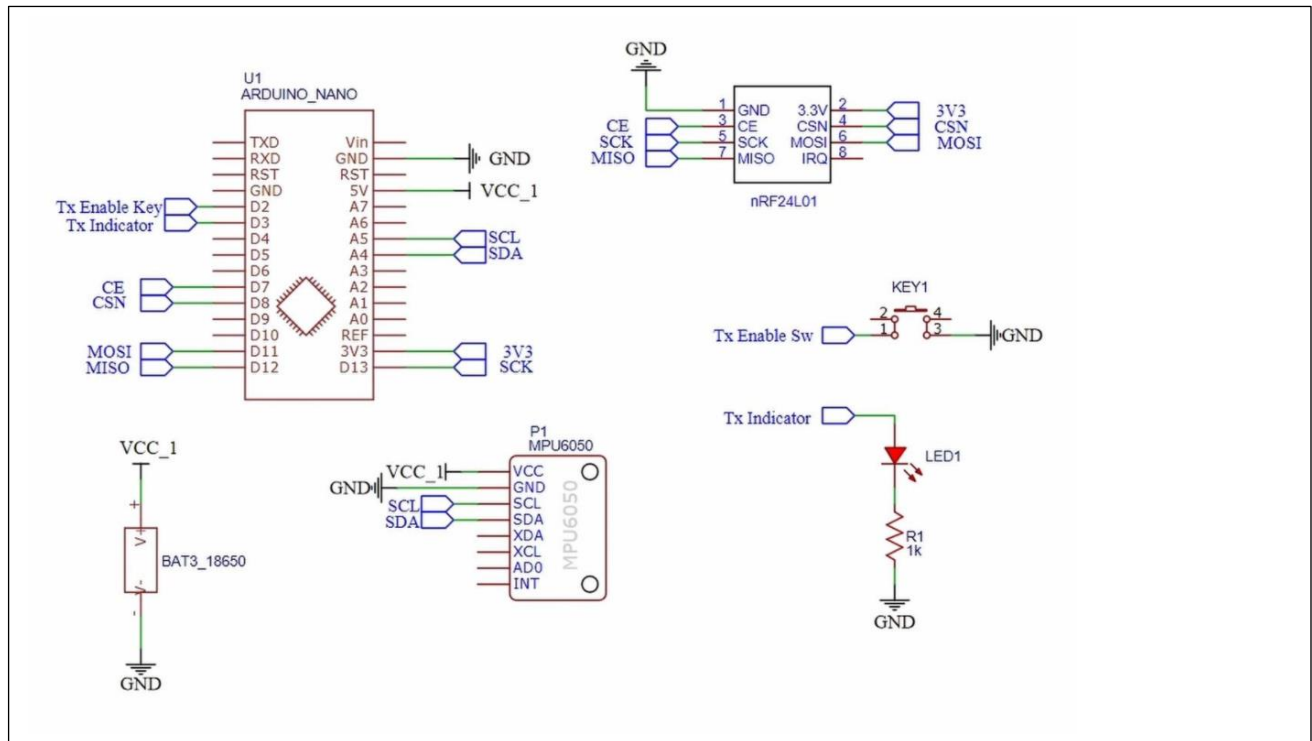 U1
ARDUINO_NANO
TXD
RXD
RST
GND
D2
D3
D4
D5
D6
D7
D8
D9
D10
D11
D12
Vin
GND
RST
5V
A7
A6
A5
A4
A3
A2
A1
A0
REF
3V3
D13
Tx Enable Key
Tx Indicator
CE
CSN
MOSI
MISO
GND
VCC_1
SCL
SDA
3V3
SCK
GND
1 GND 3.3V 2
3 CE CSN 4
5 SCK MOSI 6
7 MISO IRQ 8
CE
SCK
MISO
3V3
CSN
MOSI
nRF24L01
KEY1
2 4
1 3
Tx Enable Sw
GND
Tx Indicator
LED1
R1
1k
GND
VCC_1
+
V+
BAT3_18650
V-
-
GND
P1
MPU6050
VCC_1
GND
SCL
SDA
VCC
GND
SCL
SDA
XDA
XCL
AD0
INT
MPU6050